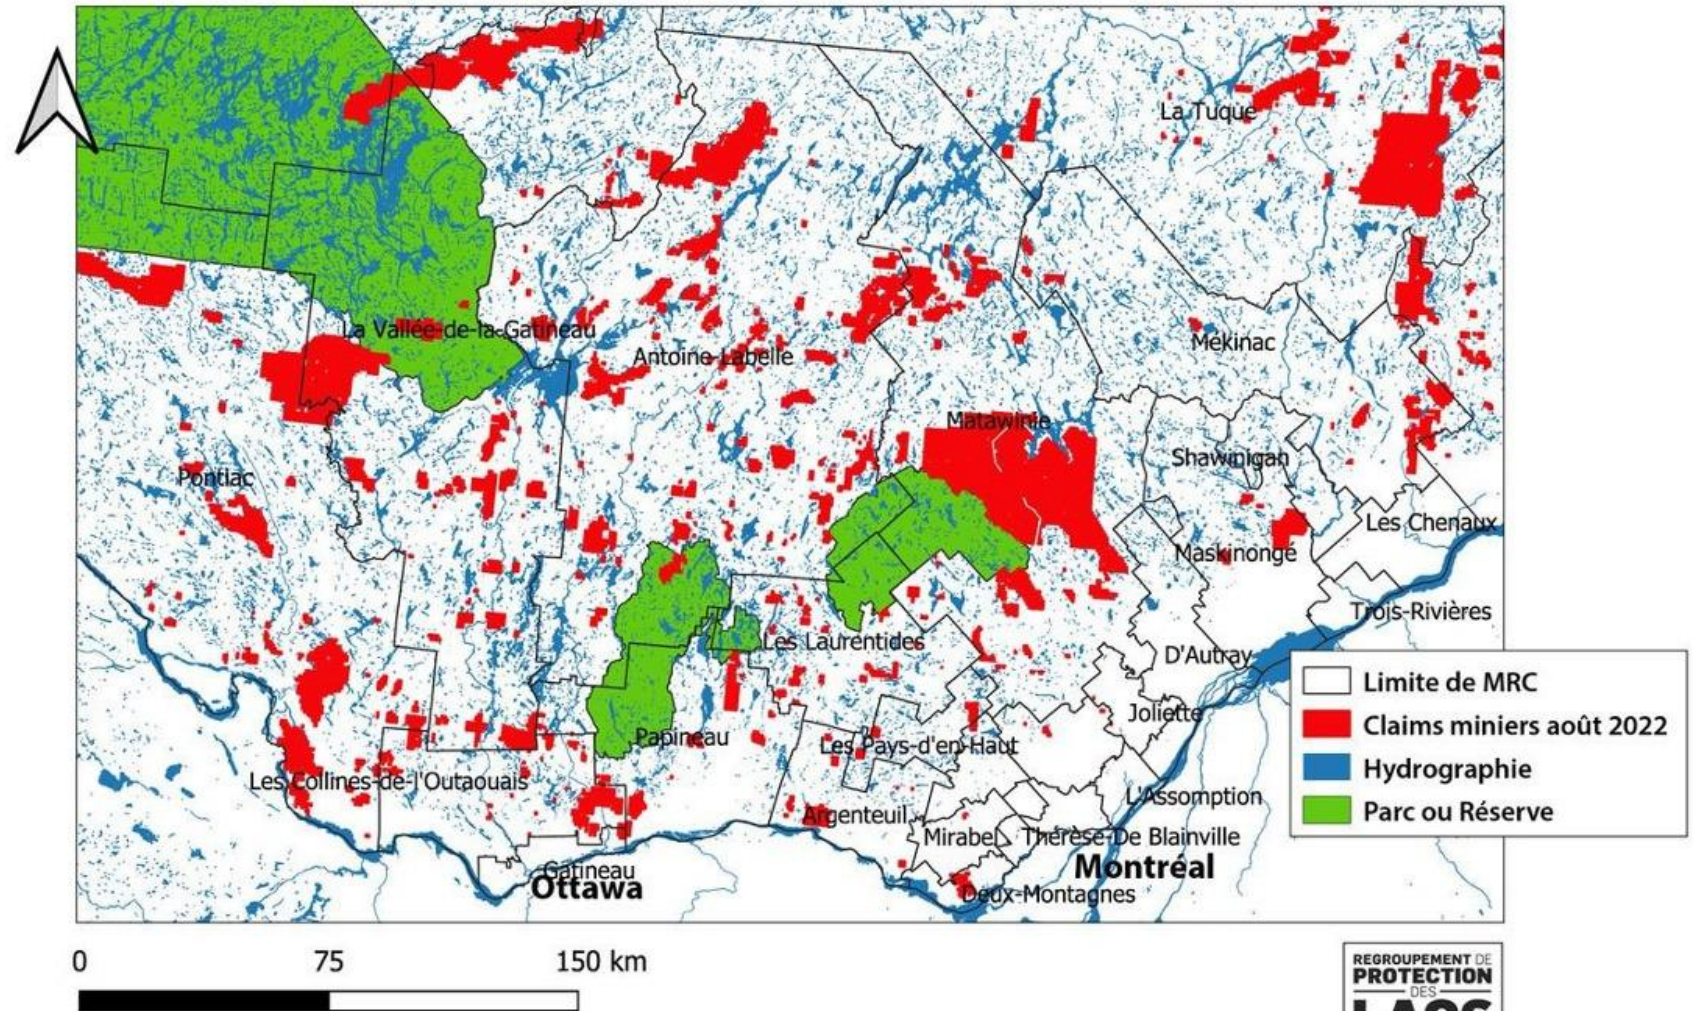 La Tuque
La Vallée-de-la-Gatineau
Antoine-Labelle
Mékinac
Matawinie
Shawinigan
Pontiac
Les Chenaux
Maskinongé
Trois-Rivières
Les Laurentides
D'Autray
Joliette
Papineau
Les Pays-d'en-Haut
Les Collines-de-l'Outaouais
L'Assomption
Argenteuil
Mirabel
Thérèse-De Blainville
Montréal
Gatineau
Ottawa
Deux-Montagnes
Limite de MRC
Claims miniers août 2022
Hydrographie
Parc ou Réserve
0 75 150 km
REGROUPEMENT DE
PROTECTION
DES
LACS